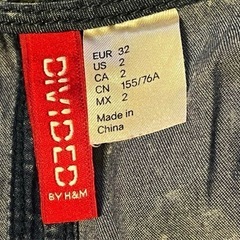 DIVIDED
BY H&M
EUR 32
US 2
CA 2
CN 155/76A
MX 2
Made in
China